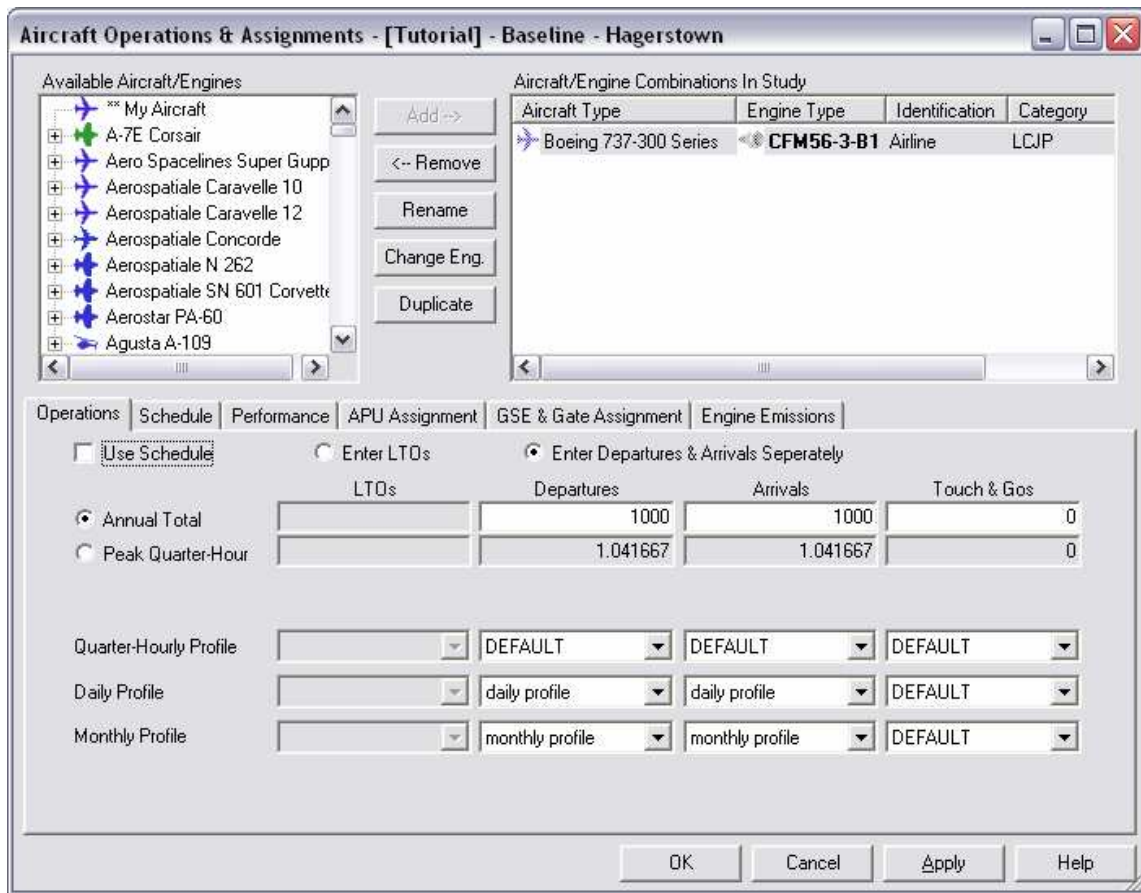 Aircraft Operations & Assignments - [Tutorial] - Baseline - Hagerstown
Available Aircraft/Engines
** My Aircraft
A-7E Corsair
Aero Spacelines Super Gupp
Aerospatiale Caravelle 10
Aerospatiale Caravelle 12
Aerospatiale Concorde
Aerospatiale N 262
Aerospatiale SN 601 Corvette
Aerostar PA-60
Agusta A-109
Add -->
<-- Remove
Rename
Change Eng.
Duplicate
Aircraft/Engine Combinations In Study
Aircraft Type Engine Type Identification Category
Boeing 737-300 Series CFM56-3-B1 Airline LCJP
Operations Schedule Performance APU Assignment GSE & Gate Assignment Engine Emissions
Use Schedule Enter LTOs Enter Departures & Arrivals Seperately
LTOs Departures Arrivals Touch & Gos
Annual Total 1000 1000 0
Peak Quarter-Hour 1.041667 1.041667 0
Quarter-Hourly Profile DEFAULT DEFAULT DEFAULT
Daily Profile daily profile daily profile DEFAULT
Monthly Profile monthly profile monthly profile DEFAULT
OK Cancel Apply Help